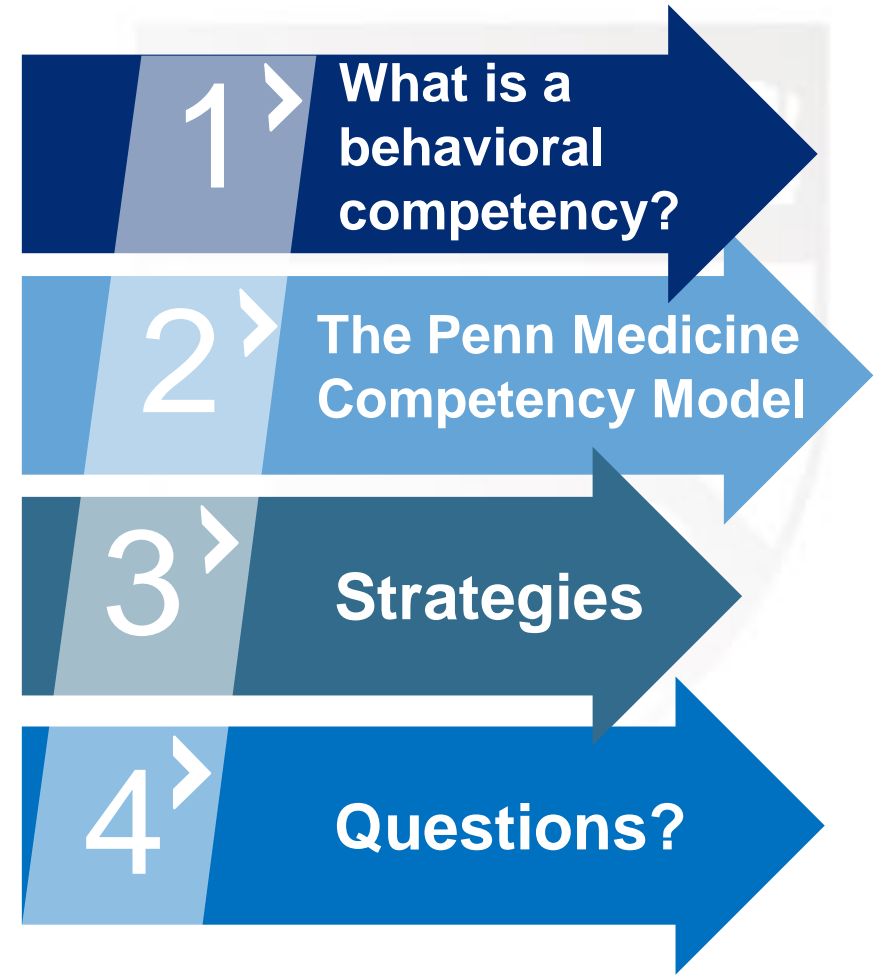 1
What is a
behavioral
competency?
2
The Penn Medicine
Competency Model
3
Strategies
4
Questions?